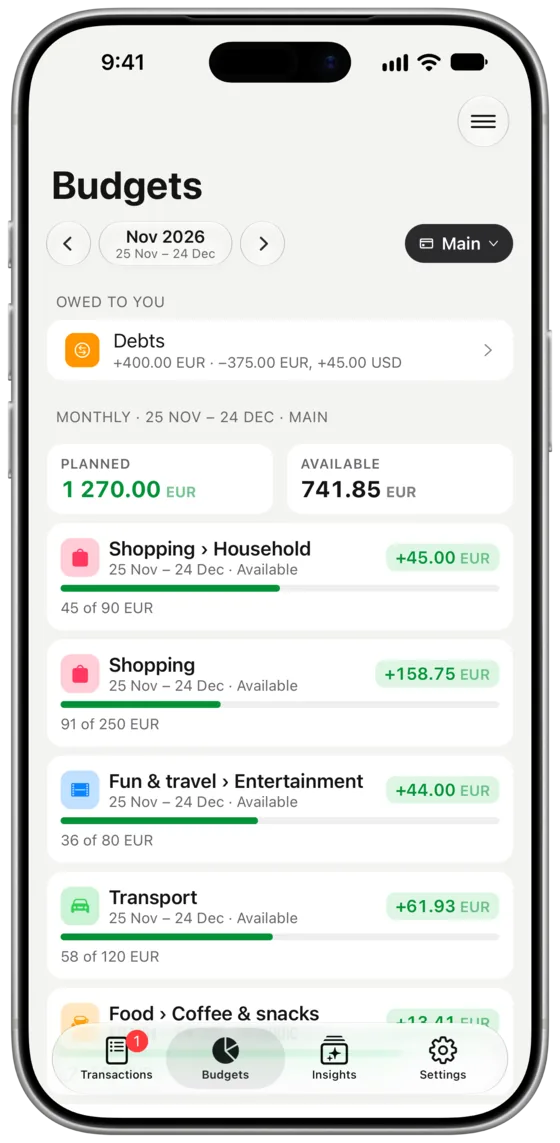 9:41
Budgets
Nov 2026
25 Nov – 24 Dec
Main
OWED TO YOU
Debts
+400.00 EUR · −375.00 EUR, +45.00 USD
MONTHLY · 25 NOV – 24 DEC · MAIN
PLANNED
1 270.00 EUR
AVAILABLE
741.85 EUR
Shopping › Household
25 Nov – 24 Dec · Available
+45.00 EUR
45 of 90 EUR
Shopping
25 Nov – 24 Dec · Available
+158.75 EUR
91 of 250 EUR
Fun & travel › Entertainment
25 Nov – 24 Dec · Available
+44.00 EUR
36 of 80 EUR
Transport
25 Nov – 24 Dec · Available
+61.93 EUR
58 of 120 EUR
Food › Coffee & snacks
+13.41 EUR
1
Transactions
Budgets
Insights
Settings